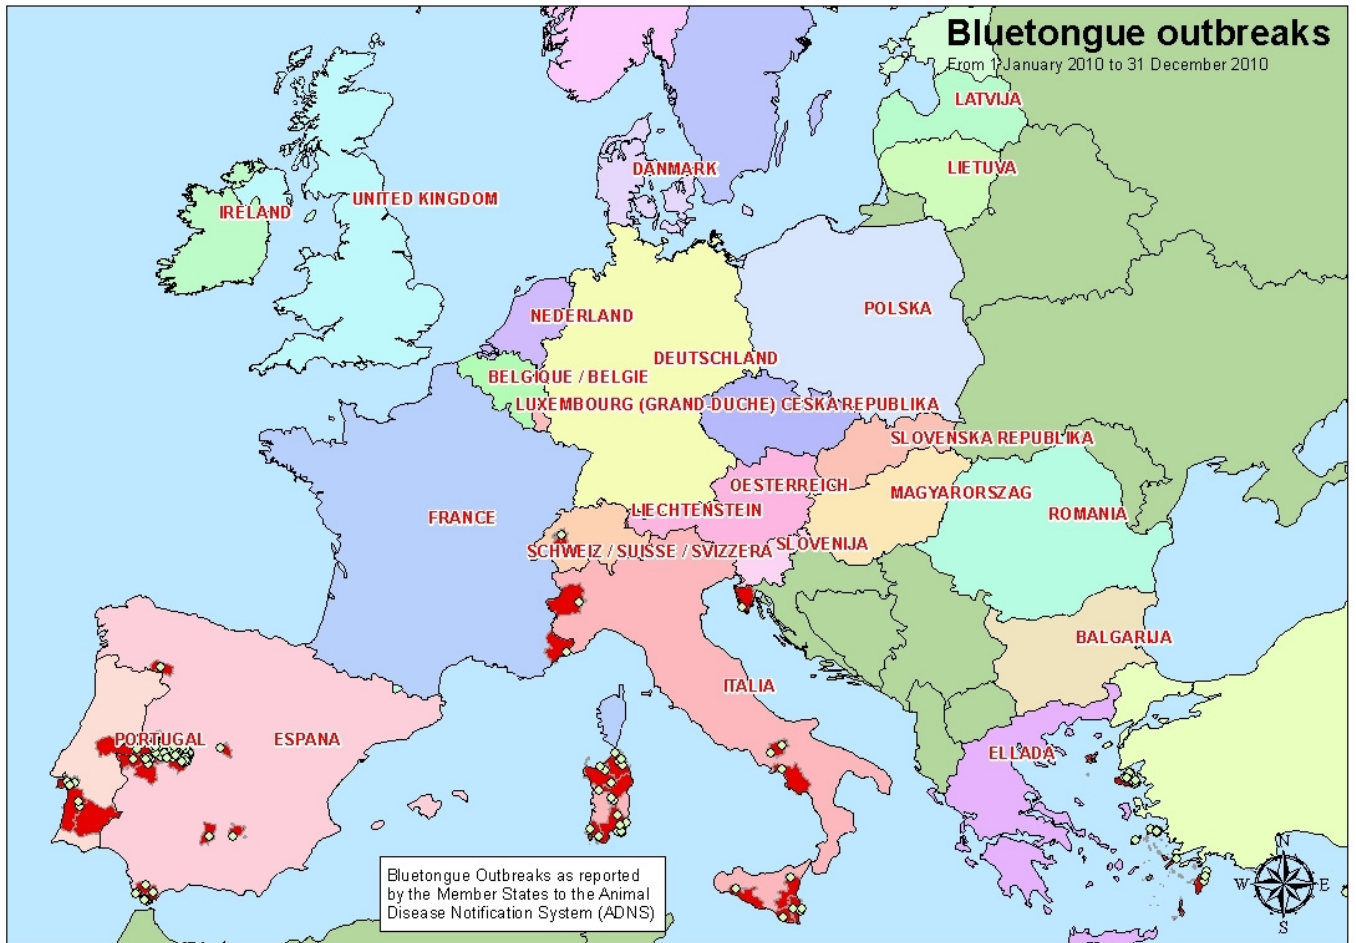 Bluetongue outbreaks
From 1 January 2010 to 31 December 2010
LATVIJA
LIETUVA
DANMARK
UNITED KINGDOM
IRELAND
NEDERLAND
POLSKA
DEUTSCHLAND
BELGIQUE / BELGIE
LUXEMBOURG (GRAND-DUCHE)
CESKA REPUBLIKA
SLOVENSKA REPUBLIKA
OESTERREICH
MAGYARORSZAG
LIECHTENSTEIN
ROMANIA
FRANCE
SCHWEIZ / SUISSE / SVIZZERA
SLOVENIJA
BALGARIJA
ITALIA
PORTUGAL
ESPANA
ELLADA
N
W
E
S
Bluetongue Outbreaks as reported
by the Member States to the Animal
Disease Notification System (ADNS)